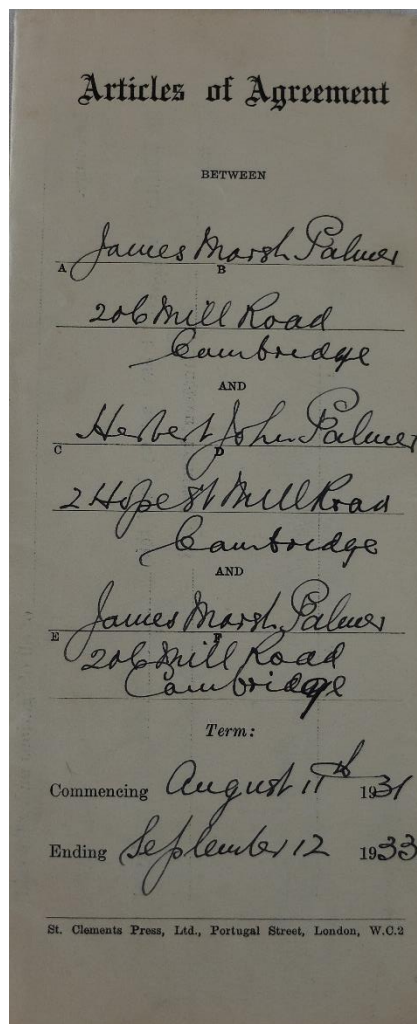 Articles of Agreement
BETWEEN
James Marsh Palmer
A B
206 Mill Road
Cambridge
AND
Herbert John Palmer
C D
2 Hope St Mill Road
Cambridge
AND
James Marsh Palmer
E F
206 Mill Road
Cambridge
Term:
Commencing August 11th 1931
Ending September 12 1933
St. Clements Press, Ltd., Portugal Street, London, W.C.2